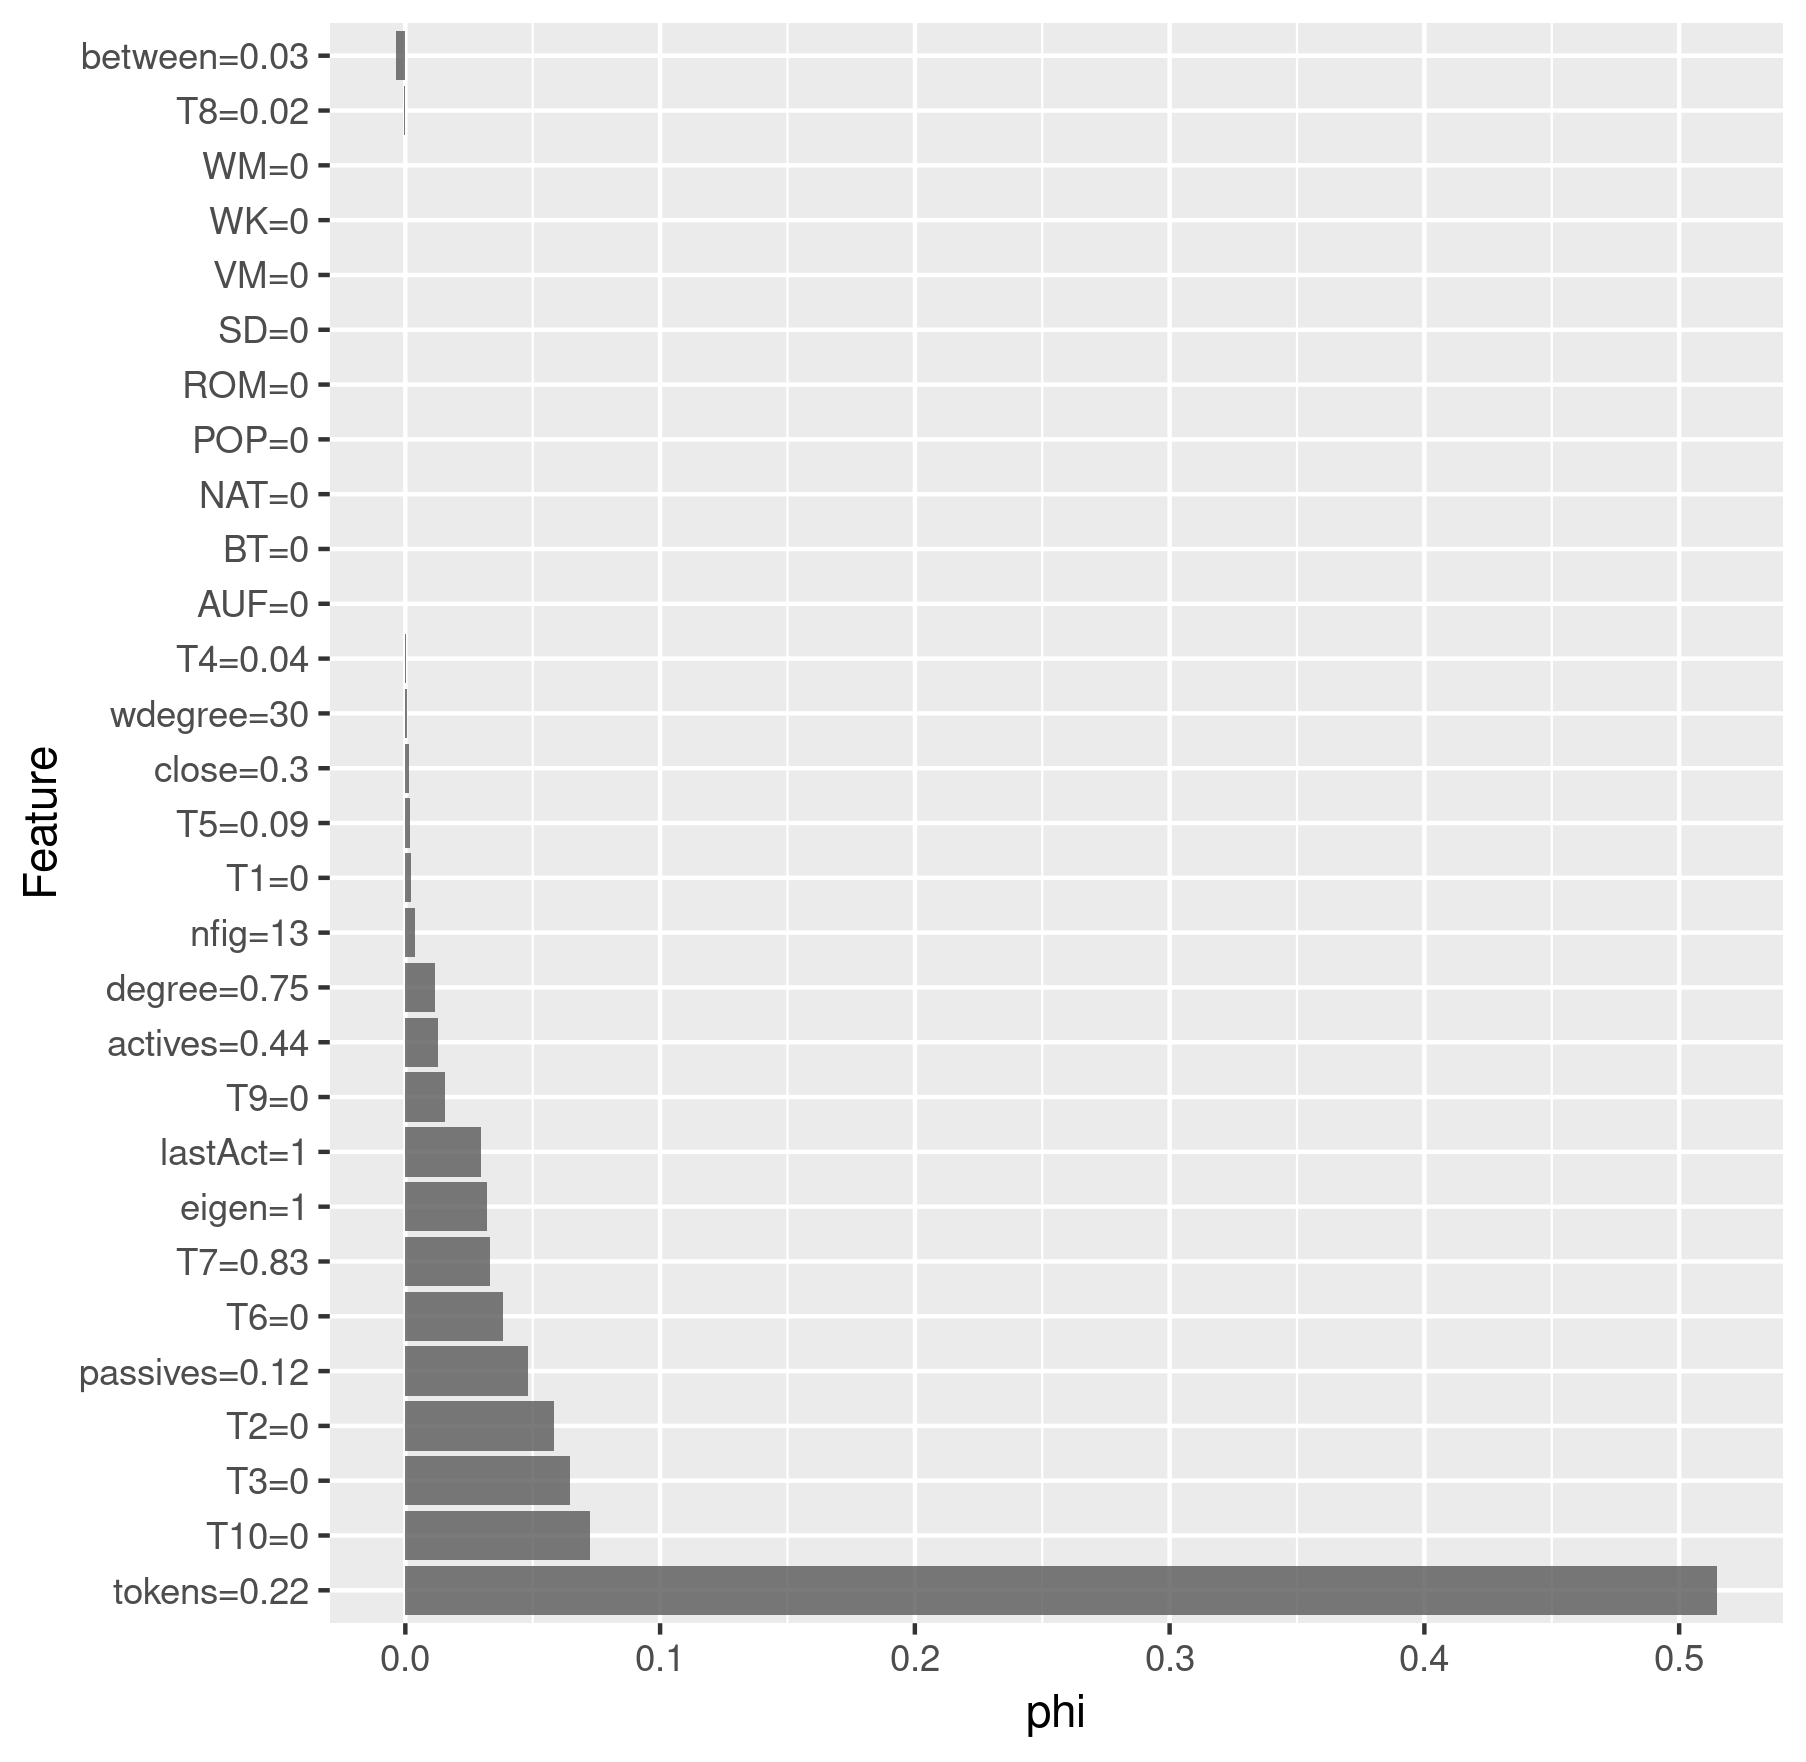 between=0.03
T8=0.02
WM=0
WK=0
VM=0
SD=0
ROM=0
POP=0
NAT=0
BT=0
AUF=0
T4=0.04
wdegree=30
close=0.3
T5=0.09
T1=0
nfig=13
degree=0.75
actives=0.44
T9=0
lastAct=1
eigen=1
T7=0.83
T6=0
passives=0.12
T2=0
T3=0
T10=0
tokens=0.22
Feature
0.0 0.1 0.2 0.3 0.4 0.5
phi